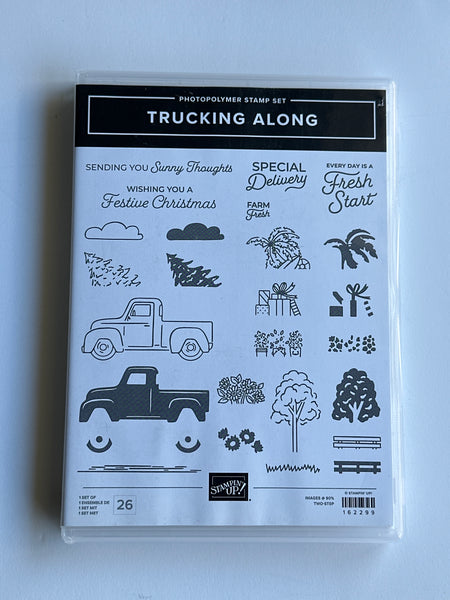 PHOTOPOLYMER STAMP SET
TRUCKING ALONG
SENDING YOU Sunny Thoughts
WISHING YOU A
Festive Christmas
SPECIAL
Delivery
FARM
Fresh
EVERY DAY IS A
Fresh
Start
1 SET OF
1 ENSEMBLE DE
1 SET MIT
1 SET MET
26
STAMPIN' UP!
IMAGES @ 80%
TWO-STEP
© STAMPIN' UP!
162299